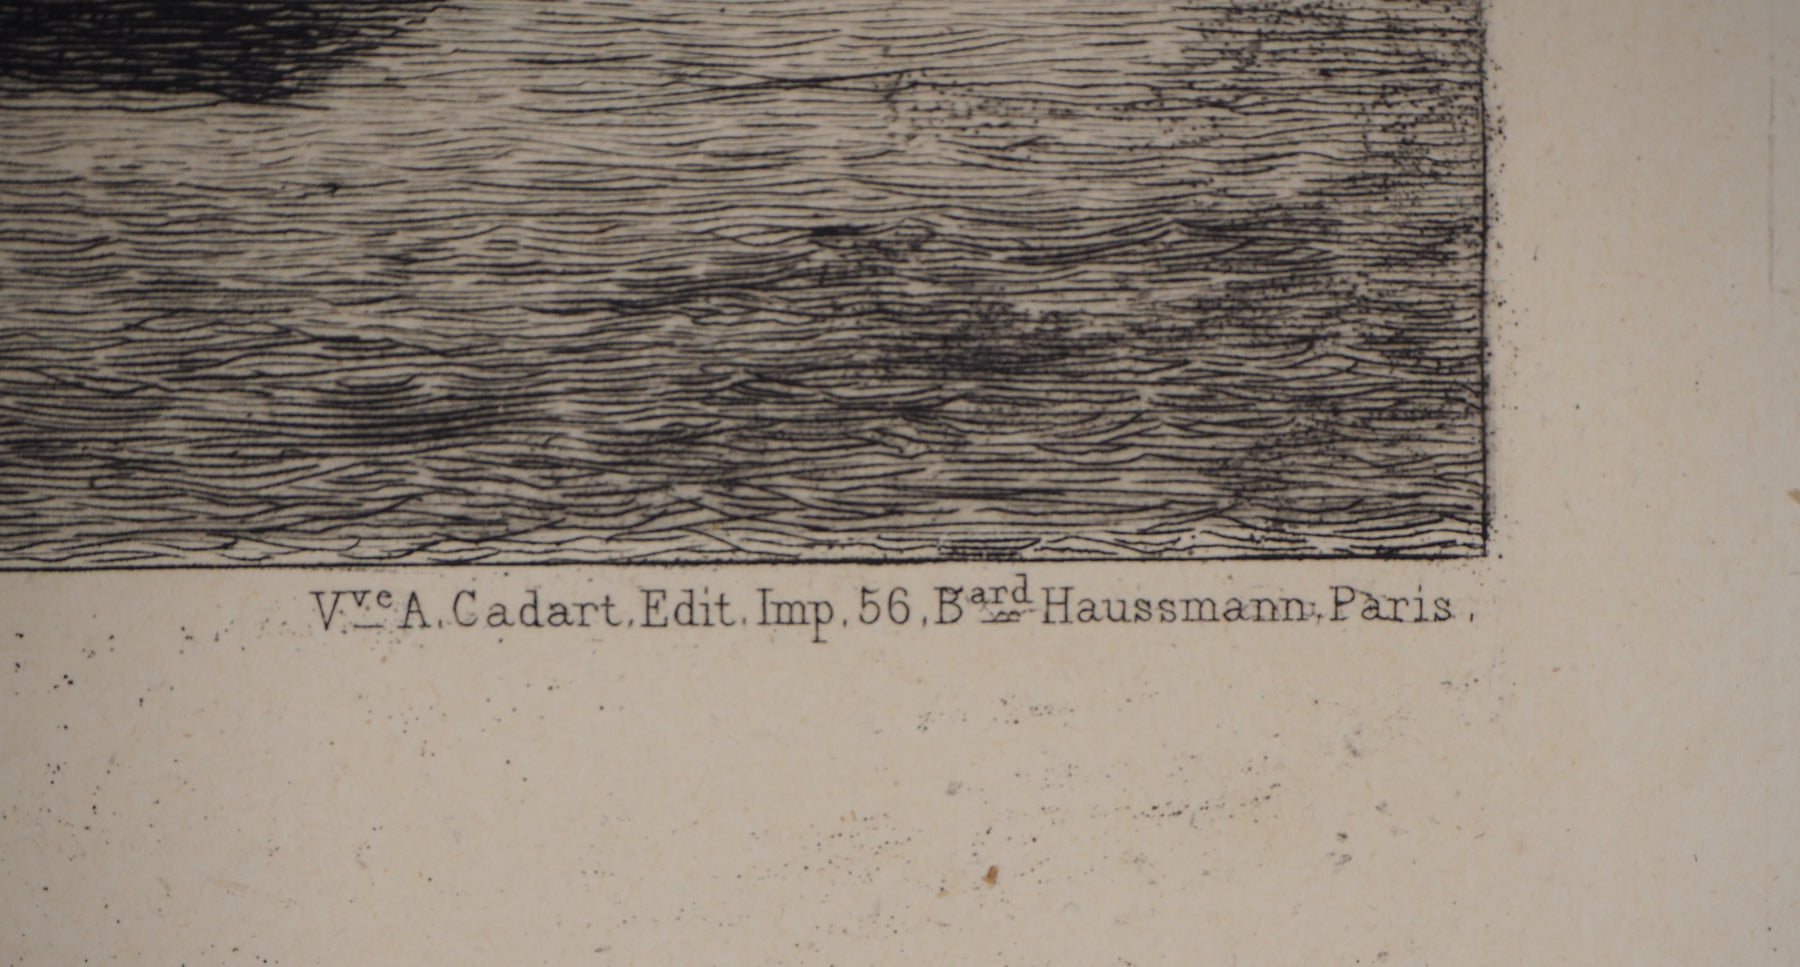 Vve A. Cadart, Edit. Imp. 56, Bard Haussmann, Paris.